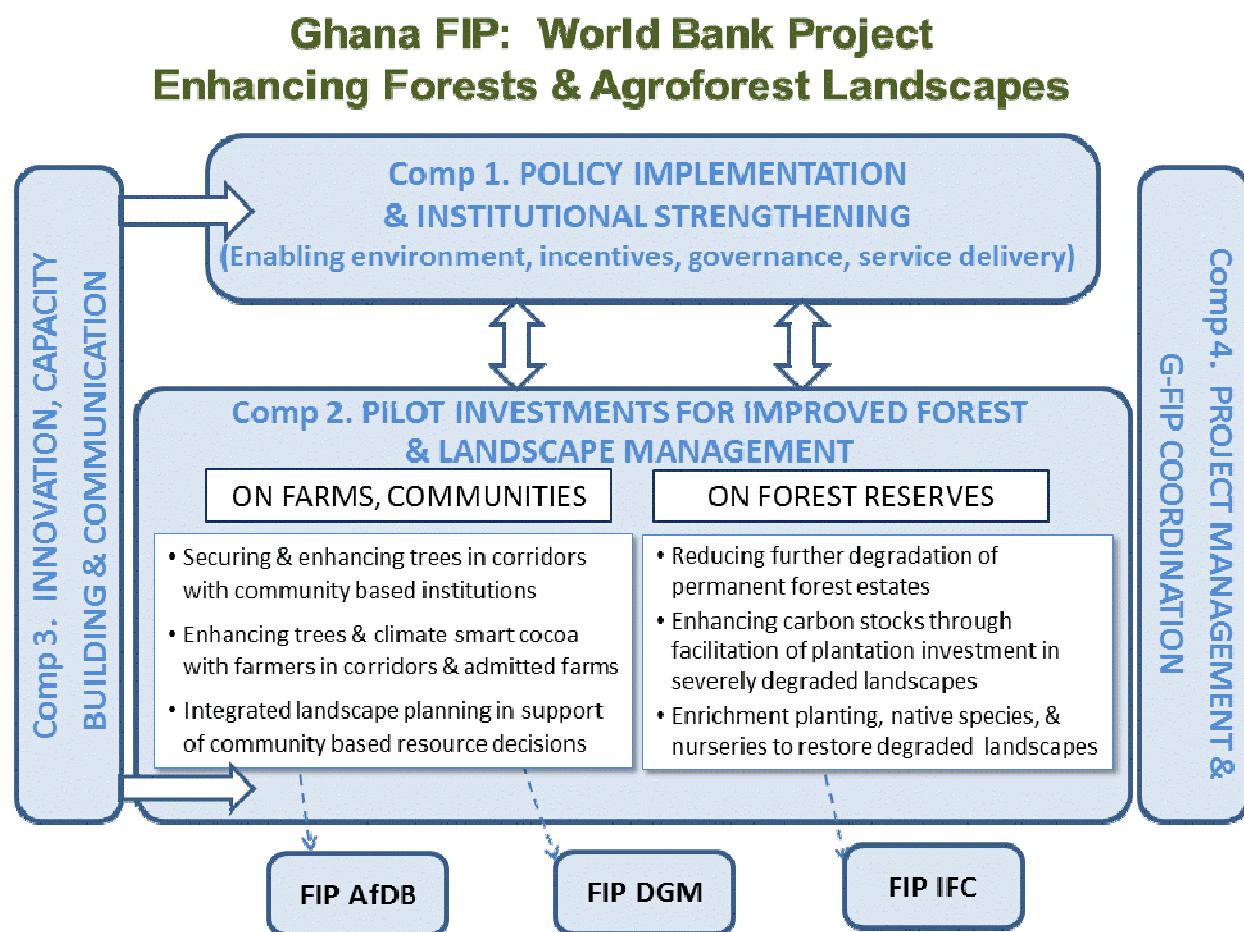 Ghana FIP: World Bank Project
Enhancing Forests & Agroforest Landscapes
Comp 1. POLICY IMPLEMENTATION
& INSTITUTIONAL STRENGTHENING
(Enabling environment, incentives, governance, service delivery)
Comp 3. INNOVATION, CAPACITY
BUILDING & COMMUNICATION
Comp 2. PILOT INVESTMENTS FOR IMPROVED FOREST
& LANDSCAPE MANAGEMENT
ON FARMS, COMMUNITIES
• Securing & enhancing trees in corridors
with community based institutions
• Enhancing trees & climate smart cocoa
with farmers in corridors & admitted farms
• Integrated landscape planning in support
of community based resource decisions
ON FOREST RESERVES
• Reducing further degradation of
permanent forest estates
• Enhancing carbon stocks through
facilitation of plantation investment in
severely degraded landscapes
• Enrichment planting, native species, &
nurseries to restore degraded landscapes
Comp 4. PROJECT MANAGEMENT &
G-FIP COORDINATION
FIP AfDB
FIP DGM
FIP IFC